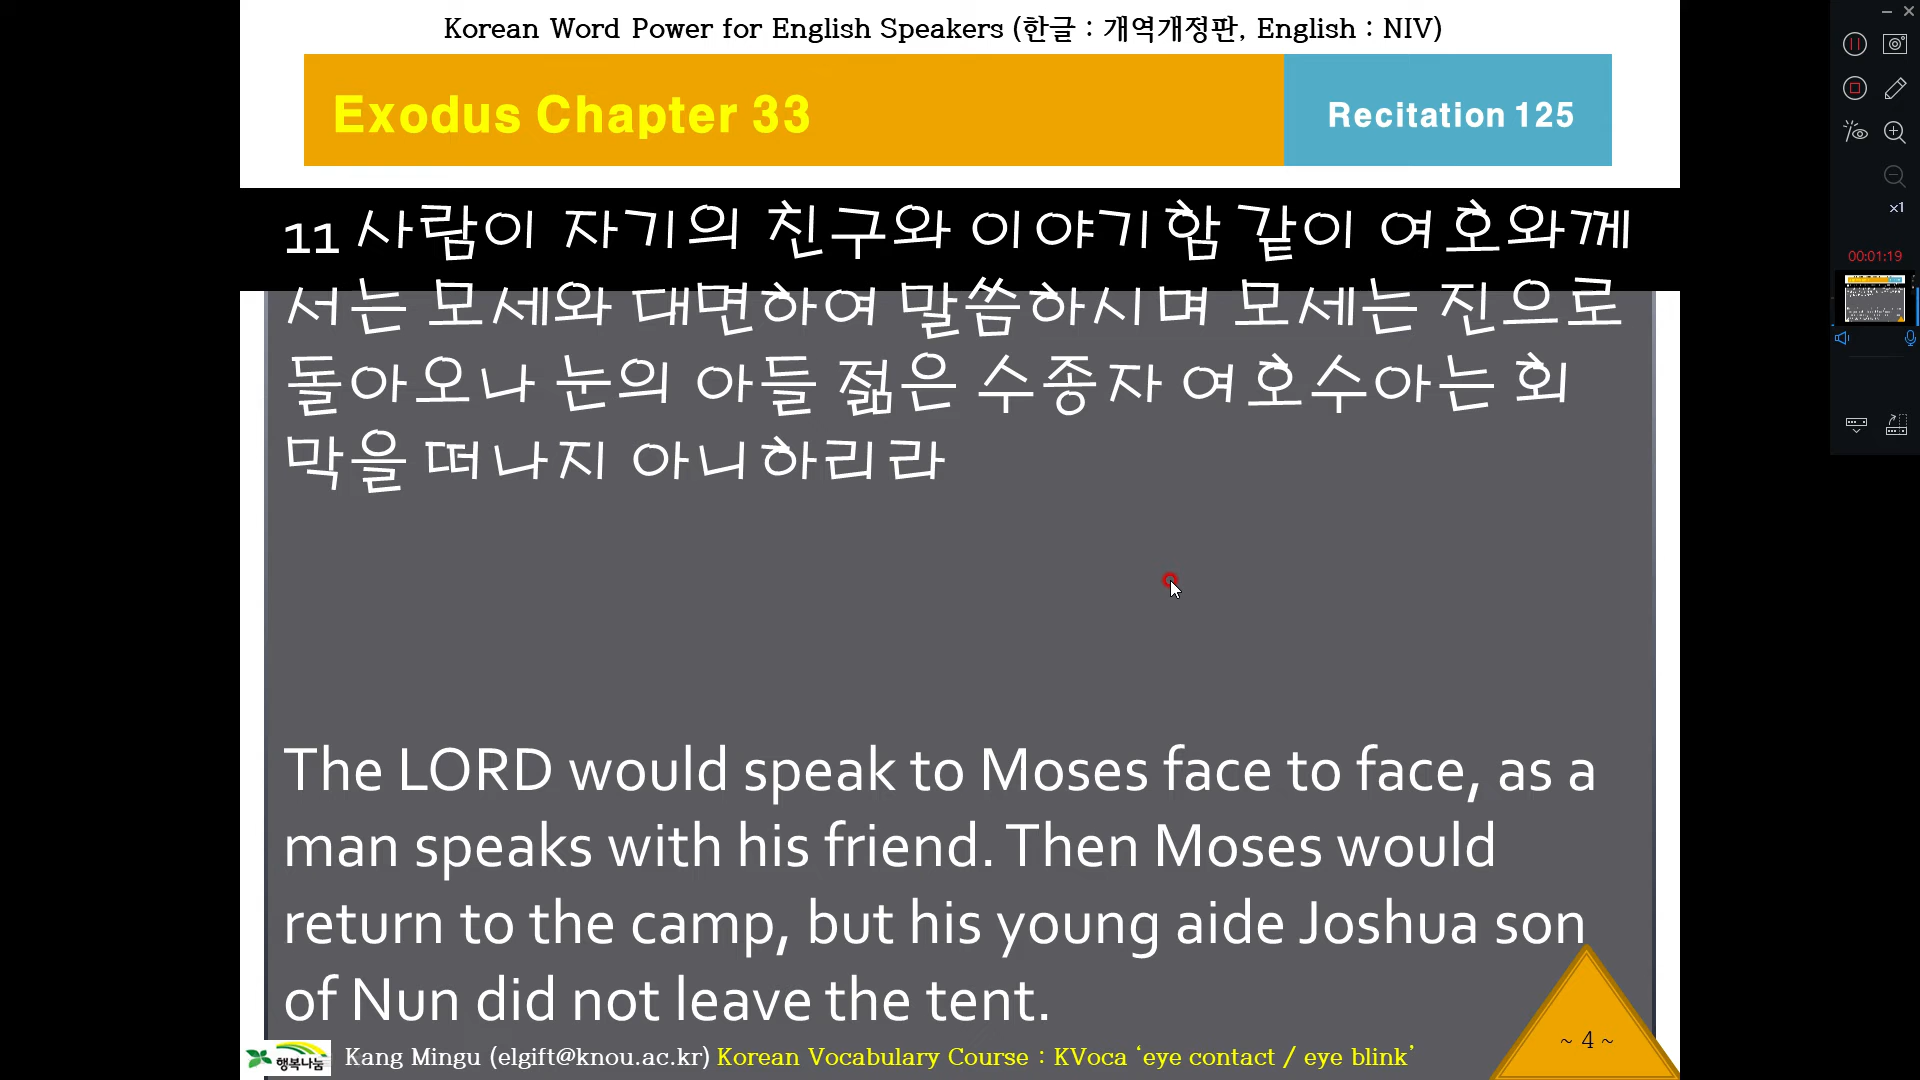 Korean Word Power for English Speakers (한글 : 개역개정판, English : NIV)
Exodus Chapter 33
Recitation 125
11 사람이 자기의 친구와 이야기함 같이 여호와께
서는 모세와 대면하여 말씀하시며 모세는 진으로
돌아오나 눈의 아들 젊은 수종자 여호수아는 회
막을 떠나지 아니하리라
The LORD would speak to Moses face to face, as a
man speaks with his friend. Then Moses would
return to the camp, but his young aide Joshua son
of Nun did not leave the tent.
~ 4 ~
행복나눔
Kang Mingu (elgift@knou.ac.kr) Korean Vocabulary Course : KVoca ‘eye contact / eye blink’
x1
00:01:19